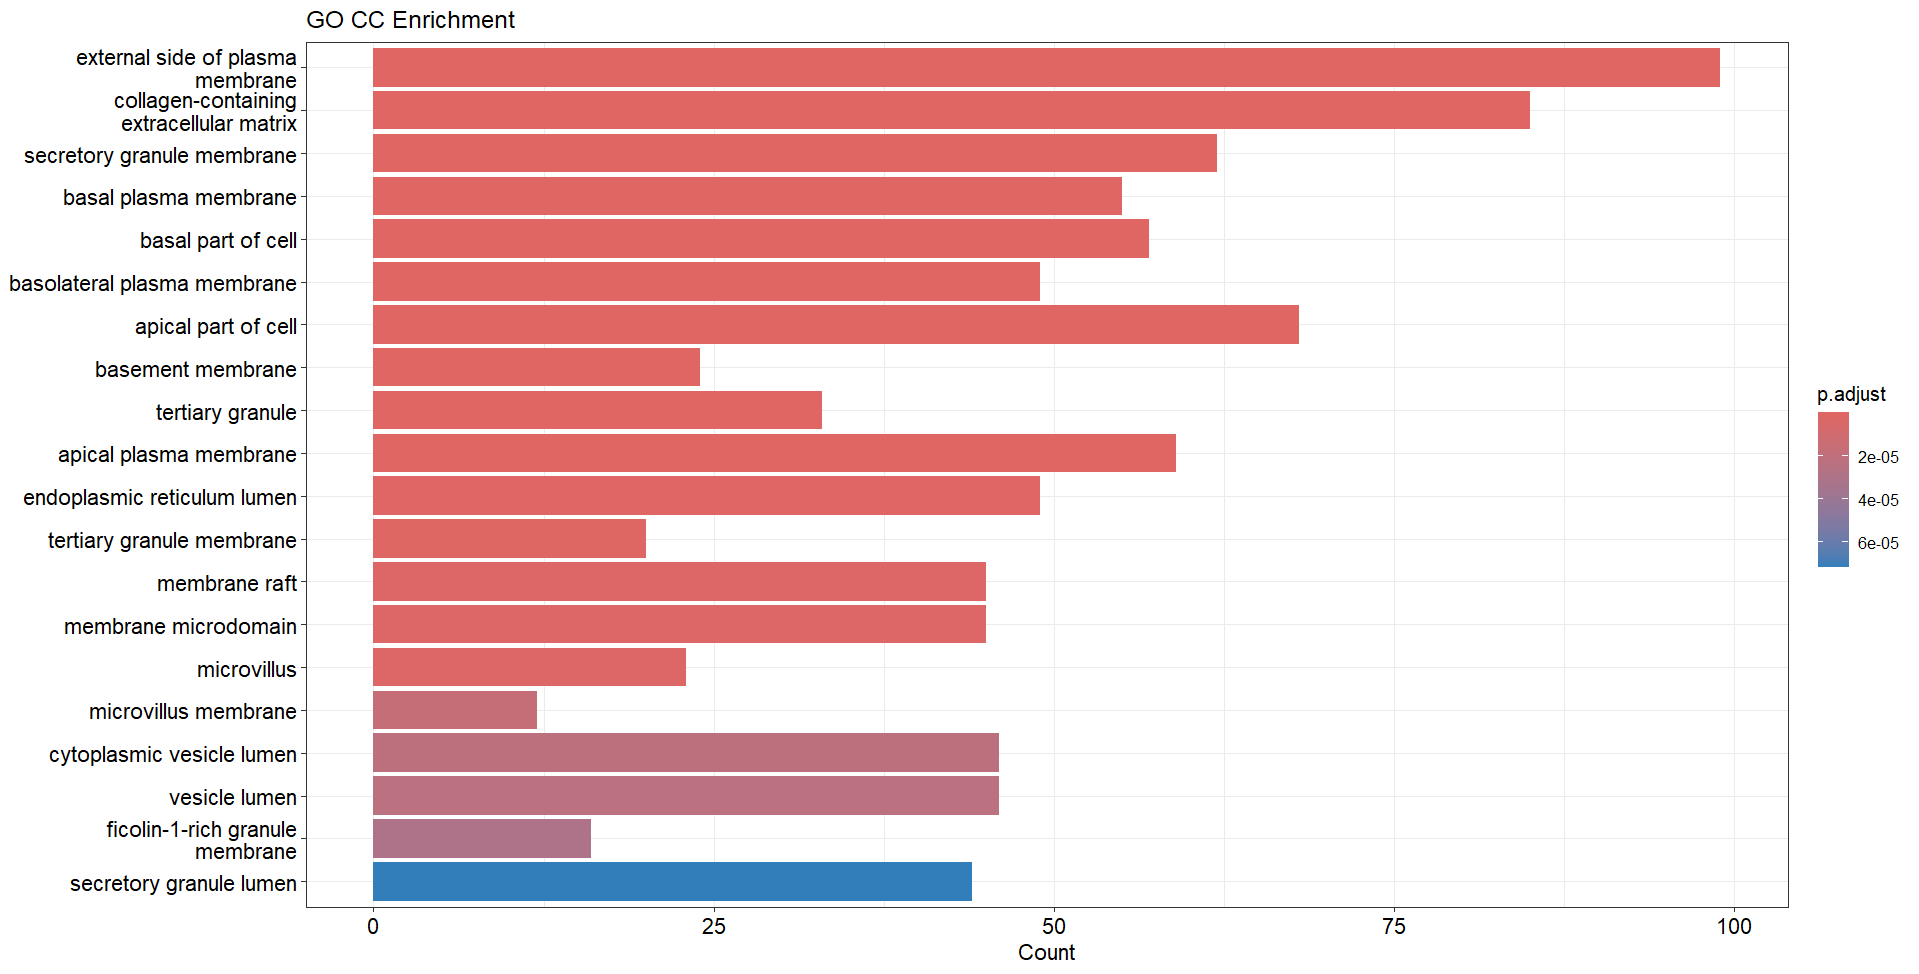 GO CC Enrichment
external side of plasma
membrane
collagen-containing
extracellular matrix
secretory granule membrane
basal plasma membrane
basal part of cell
basolateral plasma membrane
apical part of cell
basement membrane
tertiary granule
apical plasma membrane
endoplasmic reticulum lumen
tertiary granule membrane
membrane raft
membrane microdomain
microvillus
microvillus membrane
cytoplasmic vesicle lumen
vesicle lumen
ficolin-1-rich granule
membrane
secretory granule lumen
0 25 50 75 100
Count
p.adjust
2e-05
4e-05
6e-05